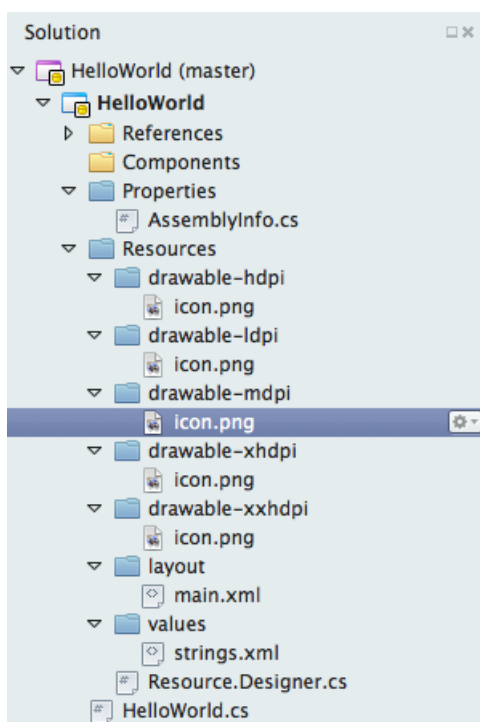 Solution
HelloWorld (master)
HelloWorld
References
Components
Properties
AssemblyInfo.cs
Resources
drawable-hdpi
icon.png
drawable-ldpi
icon.png
drawable-mdpi
icon.png
drawable-xhdpi
icon.png
drawable-xxhdpi
icon.png
layout
main.xml
values
strings.xml
Resource.Designer.cs
HelloWorld.cs